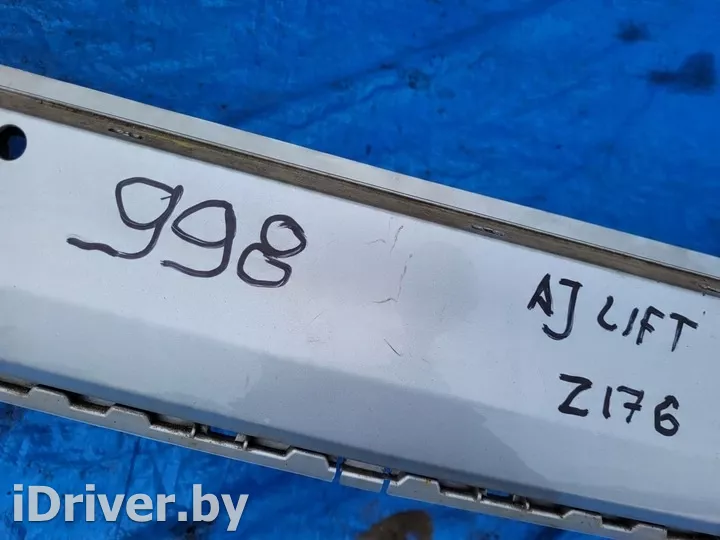 998
AJ LIFT
Z176
iDriver.by